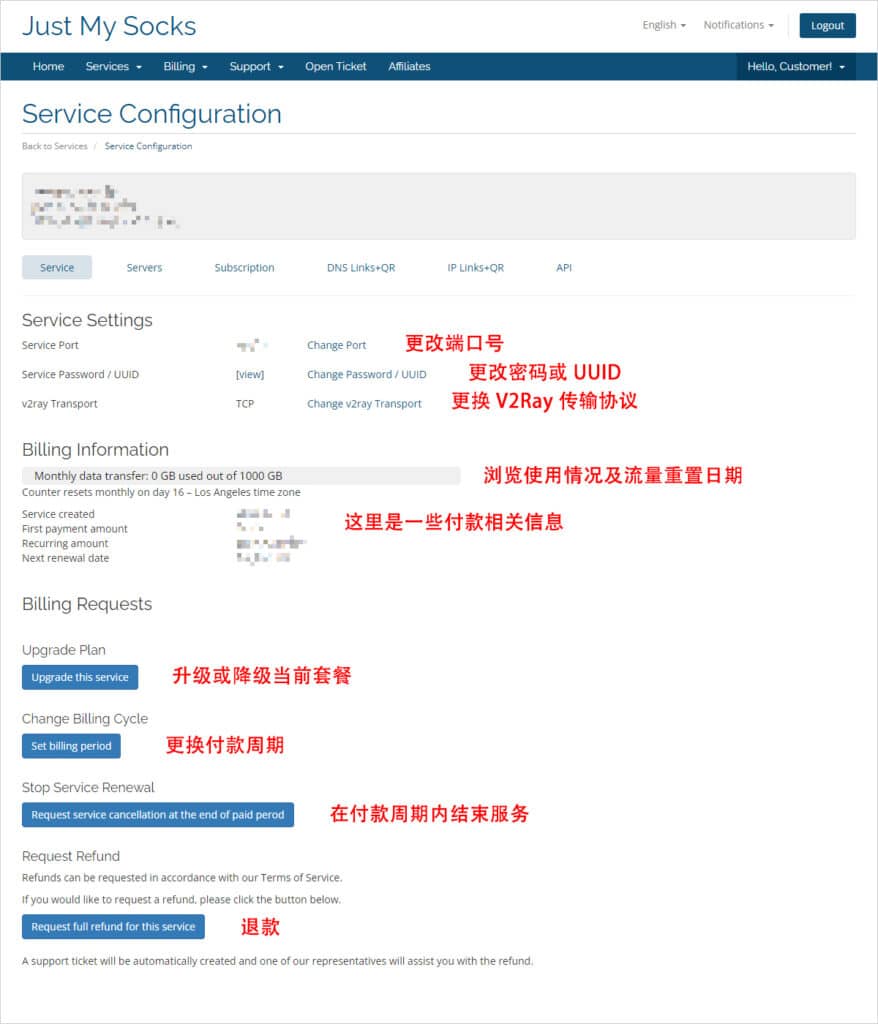 Just My Socks
English Notifications Logout
Home Services Billing Support Open Ticket Affiliates Hello, Customer!
Service Configuration
Back to Services / Service Configuration
Service Servers Subscription DNS Links+QR IP Links+QR API
Service Settings
Service Port Change Port 更改端口号
Service Password / UUID [view] Change Password / UUID 更改密码或 UUID
v2ray Transport TCP Change v2ray Transport 更换 V2Ray 传输协议
Billing Information
Monthly data transfer: 0 GB used out of 1000 GB 浏览使用情况及流量重置日期
Counter resets monthly on day 16 – Los Angeles time zone
Service created
这里是一些付款相关信息
First payment amount
Recurring amount
Next renewal date
Billing Requests
Upgrade Plan
Upgrade this service 升级或降级当前套餐
Change Billing Cycle
Set billing period 更换付款周期
Stop Service Renewal
Request service cancellation at the end of paid perod 在付款周期内结束服务
Request Refund
Refunds can be requested in accordance with our Terms of Service.
If you would like to request a refund, please click the button below.
Request full refund for this service 退款
A support ticket will be automatically created and one of our representatives will assist you with the refund.